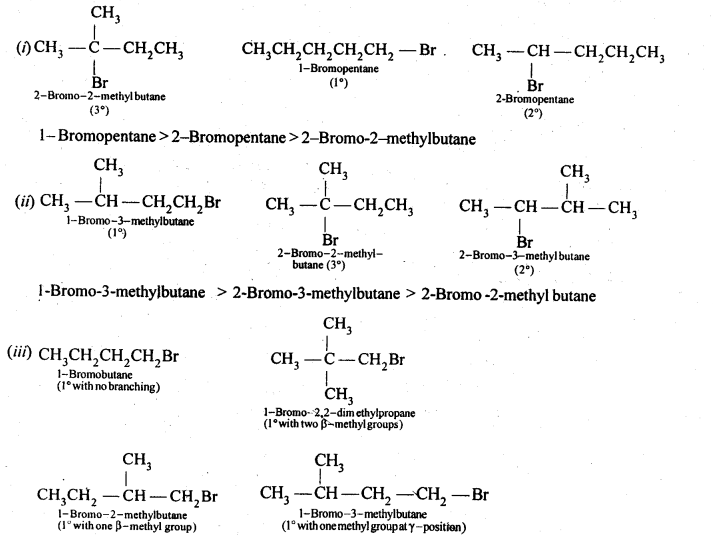 CH₃
(i) CH₃ — C — CH₂CH₃ CH₃CH₂CH₂CH₂CH₂ — Br . CH₃ — CH — CH₂CH₂CH₃
1–Bromopentane
(1°)
Br Br
2–Bromo–2–methyl butane 2-Bromopentane
(3°) (2°)
1– Bromopentane > 2–Bromopentane > 2–Bromo-2–methylbutane
CH₃ CH₃ CH₃
(ii) CH₃ — CH — CH₂CH₂Br CH₃ — C — CH₂CH₃ CH₃ — CH — CH — CH₃
1–Bromo–3–methylbutane
(1°)
Br Br
2–Bromo–2–methyl– 2–Bromo–3–methyl butane
butane (3°) (2°)
1-Bromo-3-methylbutane > 2-Bromo-3-methylbutane > 2-Bromo -2-methyl butane
CH₃
(iii) CH₃CH₂CH₂CH₂Br CH₃ — C — CH₂Br
1–Bromobutane
(1° with no branching)
CH₃
1–Bromo–2,2–dim ethylpropane
(1° with two β–methyl groups)
CH₃ CH₃
CH₃CH₂ — CH — CH₂Br CH₃ — CH — CH₂ — CH₂ — Br
1–Bromo–2–methylbutane 1–Bromo–3–methylbutane
(1° with one β–methyl group) (1° with one methyl group at γ–position)